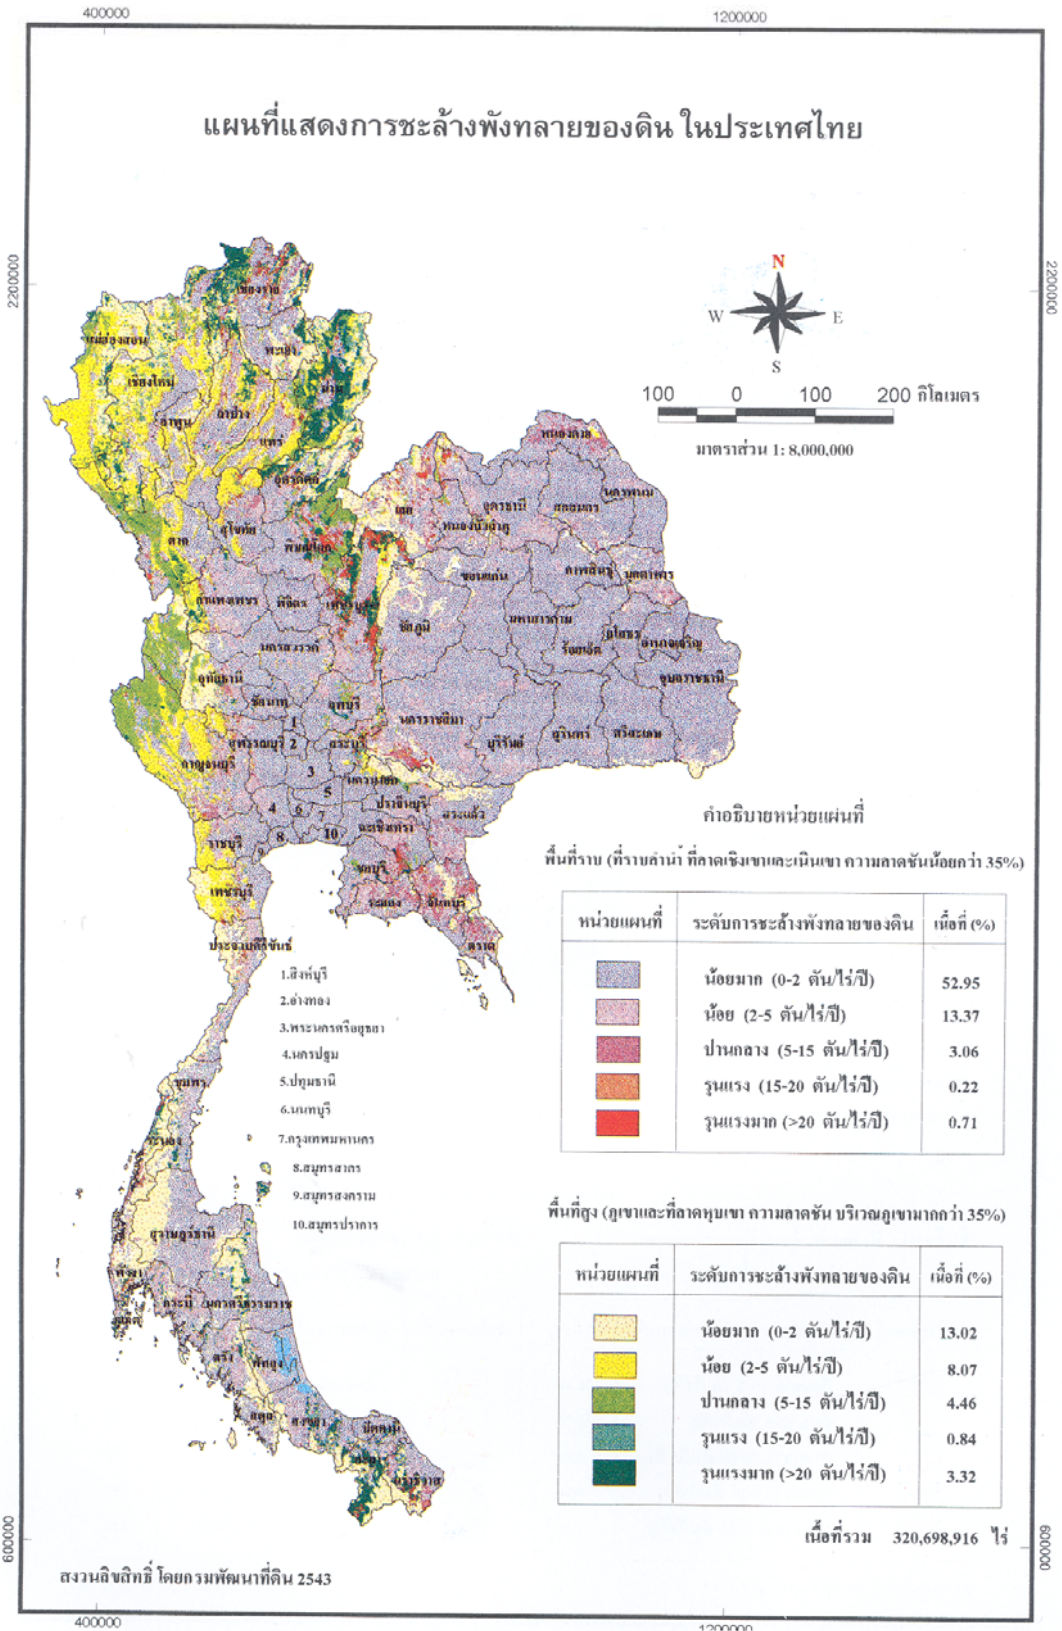 400000 1200000
แผนที่แสดงการชะล้างพังทลายของดิน ในประเทศไทย
2200000 2200000
N
W E
S
100 0 100 200 กิโลเมตร
มาตราส่วน 1: 8,000,000
เชียงราย
แม่ฮ่องสอน
พะเยา
เชียงใหม่
น่าน
ลำพูน
ลำปาง
แพร่
หนองคาย
อุตรดิตถ์
เลย
อุดรธานี
สกลนคร
นครพนม
หนองบัวลำภู
สุโขทัย
ตาก
พิษณุโลก
ขอนแก่น
กาฬสินธุ์
มุกดาหาร
กำแพงเพชร
พิจิตร
เพชรบูรณ์
ชัยภูมิ
มหาสารคาม
ร้อยเอ็ด
ยโสธร
อำนาจเจริญ
นครสวรรค์
อุทัยธานี
อุบลราชธานี
ชัยนาท
ลพบุรี
นครราชสีมา
บุรีรัมย์
สุรินทร์
ศรีสะเกษ
1
สุพรรณบุรี 2
สระบุรี
กาญจนบุรี
3
นครนายก
5
ปราจีนบุรี
สระแก้ว
4 6 7
ฉะเชิงเทรา
8 10
9
ราชบุรี
ชลบุรี
เพชรบุรี
ระยอง
จันทบุรี
ตราด
ประจวบคีรีขันธ์
1.สิงห์บุรี
2.อ่างทอง
3.พระนครศรีอยุธยา
4.นครปฐม
5.ปทุมธานี
6.นนทบุรี
7.กรุงเทพมหานคร
8.สมุทรสาคร
9.สมุทรสงคราม
10.สมุทรปราการ
ชุมพร
ระนอง
สุราษฎร์ธานี
พังงา
กระบี่
นครศรีธรรมราช
ภูเก็ต
ตรัง
พัทลุง
สตูล
สงขลา
ปัตตานี
ยะลา
นราธิวาส
คำอธิบายหน่วยแผนที่
พื้นที่ราบ (ที่ราบลำน้ำ ที่ลาดเชิงเขาและเนินเขา ความลาดชันน้อยกว่า 35%)
หน่วยแผนที่ ระดับการชะล้างพังทลายของดิน เนื้อที่ (%)
น้อยมาก (0-2 ตัน/ไร่/ปี) 52.95
น้อย (2-5 ตัน/ไร่/ปี) 13.37
ปานกลาง (5-15 ตัน/ไร่/ปี) 3.06
รุนแรง (15-20 ตัน/ไร่/ปี) 0.22
รุนแรงมาก (>20 ตัน/ไร่/ปี) 0.71
พื้นที่สูง (ภูเขาและที่ลาดหุบเขา ความลาดชัน บริเวณภูเขามากกว่า 35%)
หน่วยแผนที่ ระดับการชะล้างพังทลายของดิน เนื้อที่ (%)
น้อยมาก (0-2 ตัน/ไร่/ปี) 13.02
น้อย (2-5 ตัน/ไร่/ปี) 8.07
ปานกลาง (5-15 ตัน/ไร่/ปี) 4.46
รุนแรง (15-20 ตัน/ไร่/ปี) 0.84
รุนแรงมาก (>20 ตัน/ไร่/ปี) 3.32
เนื้อที่รวม 320,698,916 ไร่
600000 600000
สงวนลิขสิทธิ์ โดยกรมพัฒนาที่ดิน 2543
400000 1200000